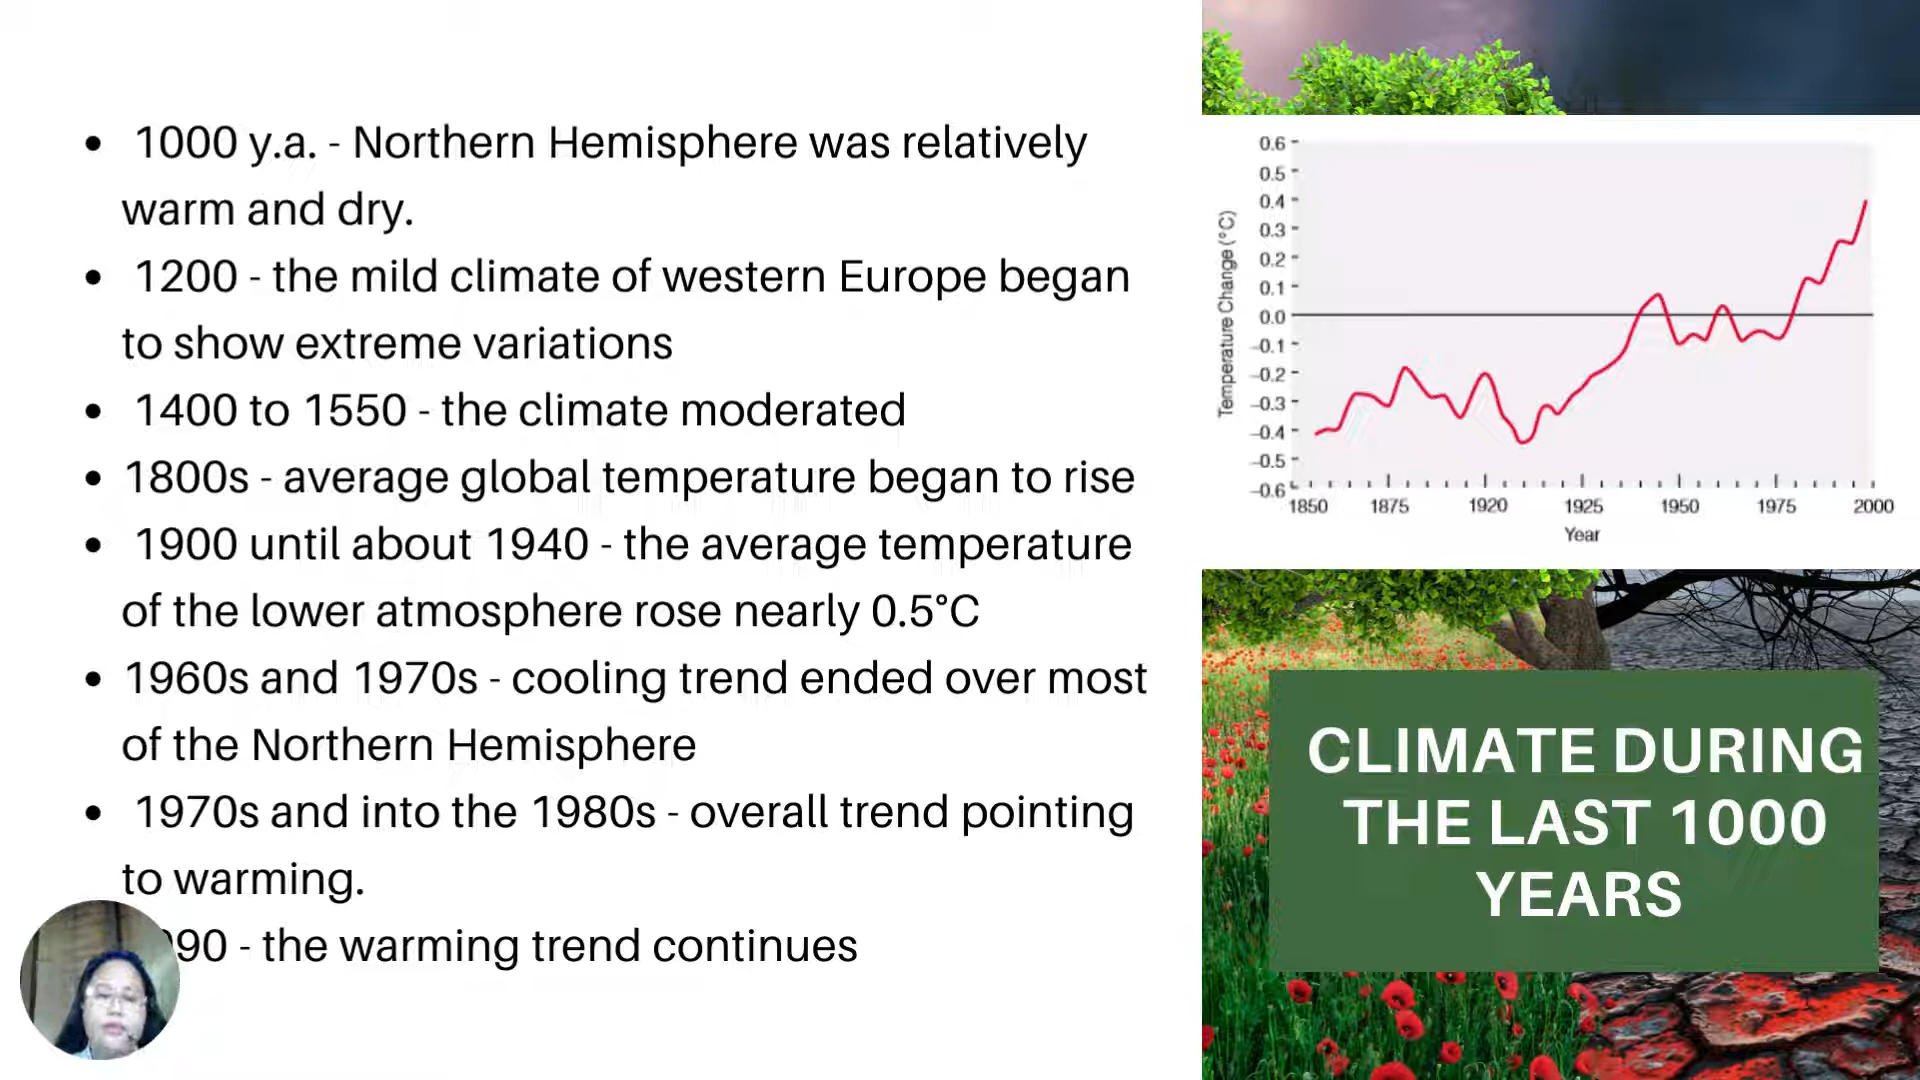 • 1000 y.a. - Northern Hemisphere was relatively
warm and dry.
• 1200 - the mild climate of western Europe began
to show extreme variations
• 1400 to 1550 - the climate moderated
• 1800s - average global temperature began to rise
• 1900 until about 1940 - the average temperature
of the lower atmosphere rose nearly 0.5°C
• 1960s and 1970s - cooling trend ended over most
of the Northern Hemisphere
• 1970s and into the 1980s - overall trend pointing
to warming.
90 - the warming trend continues
Temperature Change (°C)
0.6
0.5
0.4
0.3
0.2
0.1
0.0
–0.1
–0.2
–0.3
–0.4
–0.5
–0.6
1850 1875 1920 1925 1950 1975 2000
Year
CLIMATE DURING
THE LAST 1000
YEARS